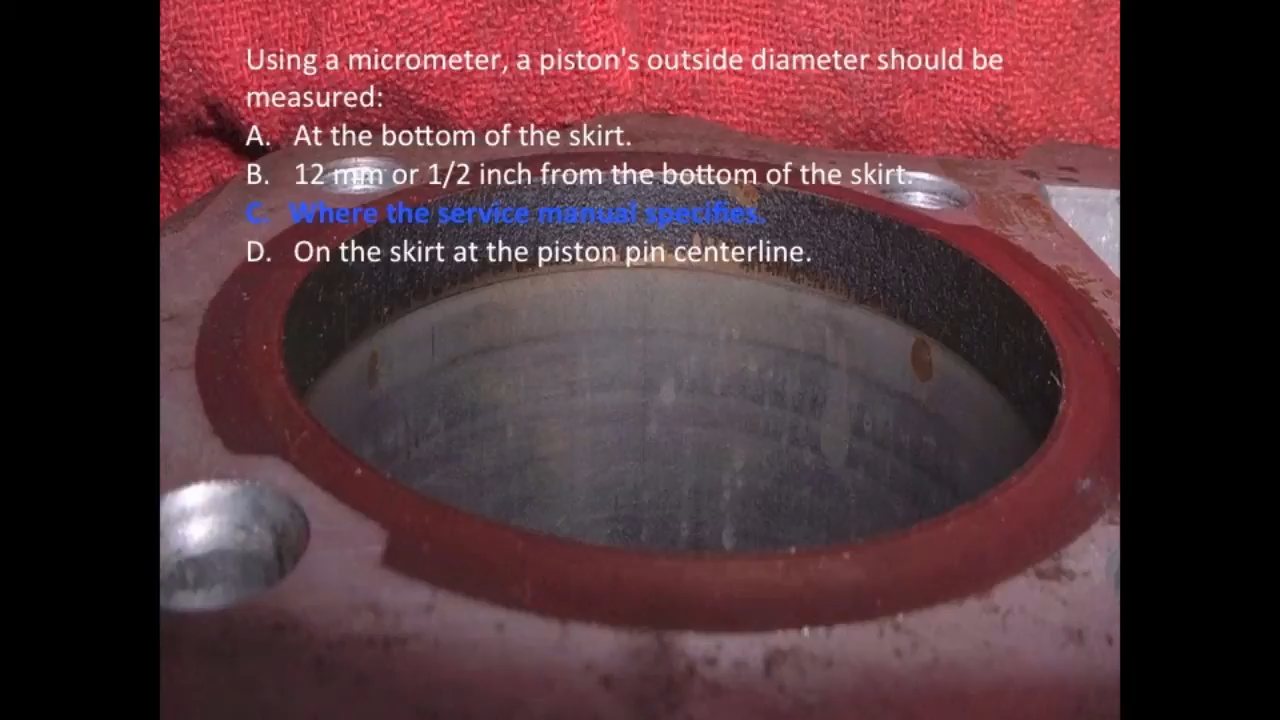 Using a micrometer, a piston's outside diameter should be
measured:
A. At the bottom of the skirt.
B. 12 mm or 1/2 inch from the bottom of the skirt.
C. Where the service manual specifies.
D. On the skirt at the piston pin centerline.